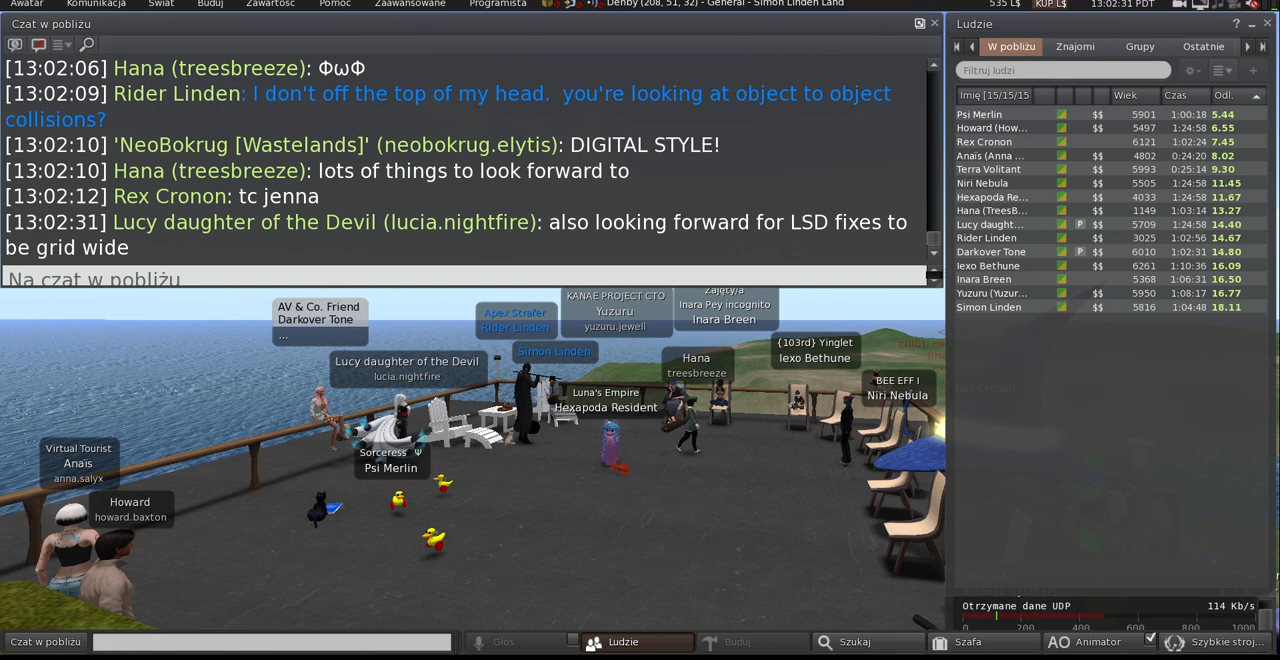 Awatar Komunikacja Świat Buduj Zawartość Pomoc Zaawansowane Programista Denby (208, 51, 32) - General - Simon Linden Land 535 L$ KUP L$ 13:02:31 PDT
Czat w pobliżu
[13:02:06] Hana (treesbreeze): ΦωΦ
[13:02:09] Rider Linden: I don't off the top of my head.  you're looking at object to object
collisions?
[13:02:10] 'NeoBokrug [Wastelands]' (neobokrug.elytis): DIGITAL STYLE!
[13:02:10] Hana (treesbreeze): lots of things to look forward to
[13:02:12] Rex Cronon: tc jenna
[13:02:31] Lucy daughter of the Devil (lucia.nightfire): also looking forward for LSD fixes to
be grid wide
Na czat w pobliżu
AV & Co. Friend
Darkover Tone
...
Apex Strafer
Rider Linden
KANAE PROJECT CTO
Yuzuru
yuzuru.jewell
Zajęty/a
Inara Pey incognito
Inara Breen
Simon Linden
Lucy daughter of the Devil
lucia.nightfire
Hana
treesbreeze
{103rd} Yinglet
Iexo Bethune
Luna's Empire
Hexapoda Resident
BEE EFF I
Niri Nebula
Sorceress Ψ
Psi Merlin
Virtual Tourist
Anaïs
anna.salyx
Howard
howard.baxton
Ludzie
W pobliżu Znajomi Grupy Ostatnie
Filtruj ludzi
Imię [15/15/15 Wiek Czas Odl.
Psi Merlin 5901 1:00:18 5.44
Howard (How... $$ 5497 1:24:58 6.55
Rex Cronon 6121 1:02:24 7.45
Anaïs (Anna ... $$ 4802 0:24:20 8.02
Terra Volitant $$ 5993 0:25:14 9.30
Niri Nebula $$ 5505 1:24:58 11.45
Hexapoda Re... $$ 4033 1:24:58 11.67
Hana (TreesB... $$ 1149 1:03:14 13.27
Lucy daught... P $$ 5709 1:24:58 14.40
Rider Linden $$ 3025 1:02:56 14.67
Darkover Tone P $$ 6010 1:02:31 14.80
Iexo Bethune $$ 6261 1:10:36 16.09
Inara Breen 5368 1:06:31 16.50
Yuzuru (Yuzur... $$ 5950 1:08:17 16.77
Simon Linden $$ 5816 1:04:48 18.11
Rex Cronon
Otrzymane dane UDP 114 Kb/s
0 200 400 600 800 1000
Czat w pobliżu Głos Ludzie Buduj Szukaj Szafa AO Animator Szybkie stroj...